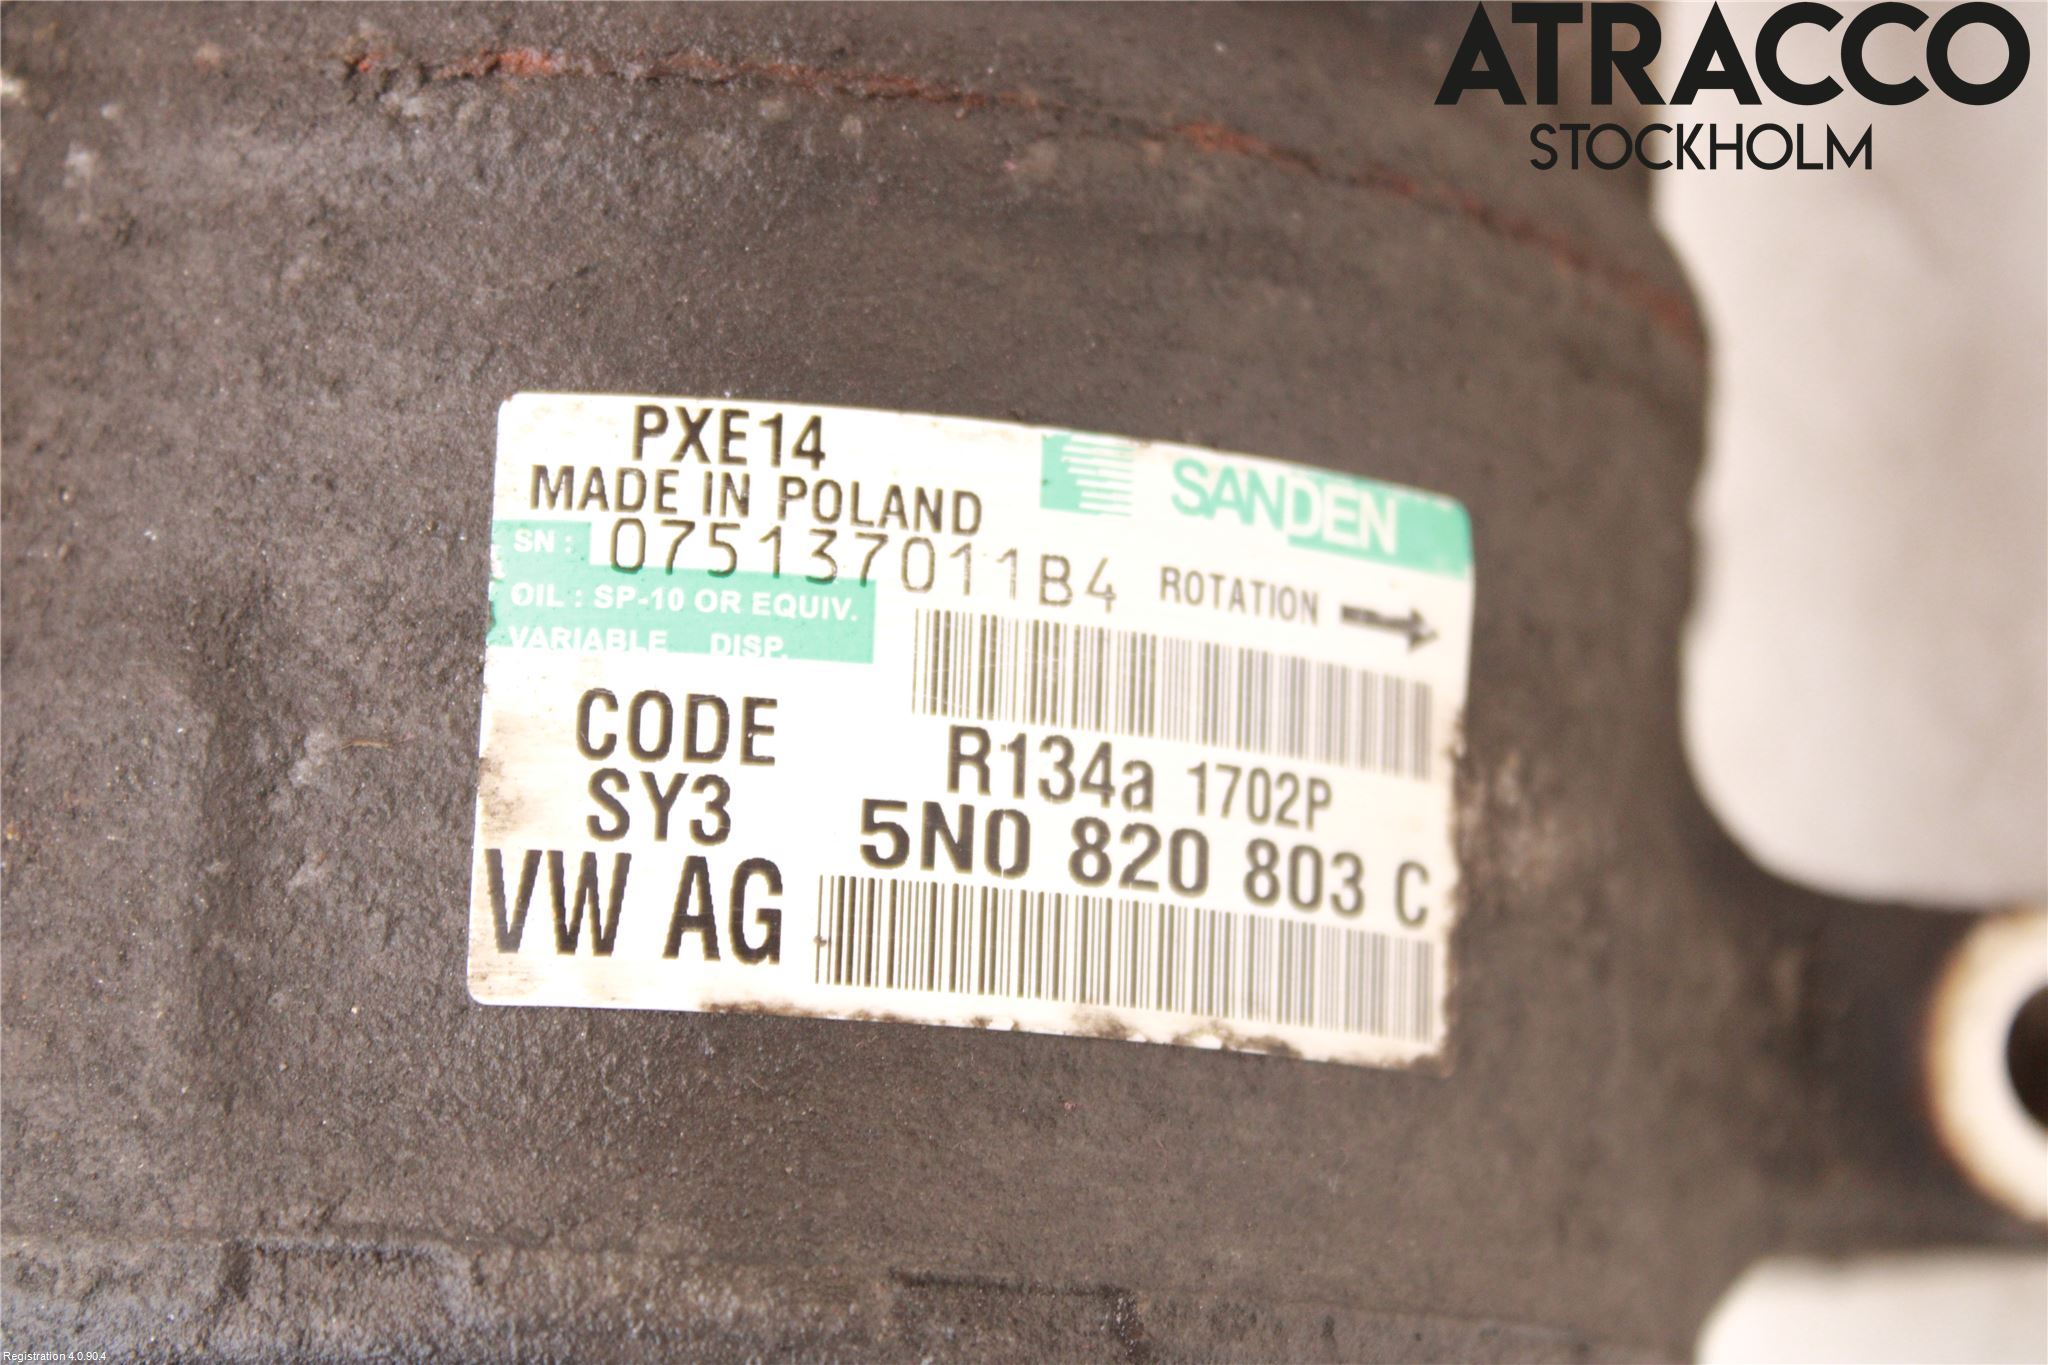 ATRACCO
STOCKHOLM
PXE14
MADE IN POLAND
SANDEN
SN : 075137011B4
ROTATION
OIL : SP-10 OR EQUIV.
VARIABLE DISP.
CODE
SY3
VW AG
R134a 1702P
5N0 820 803 C
Registration 4.0.90.4